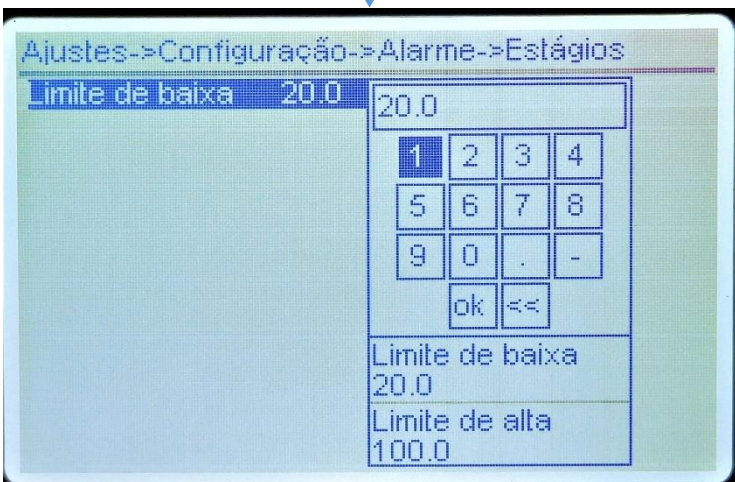 Ajustes->Configuração->Alarme->Estágios
Limite de baixa 20.0
20.0
1 2 3 4
5 6 7 8
9 0 . -
ok <<
Limite de baixa
20.0
Limite de alta
100.0